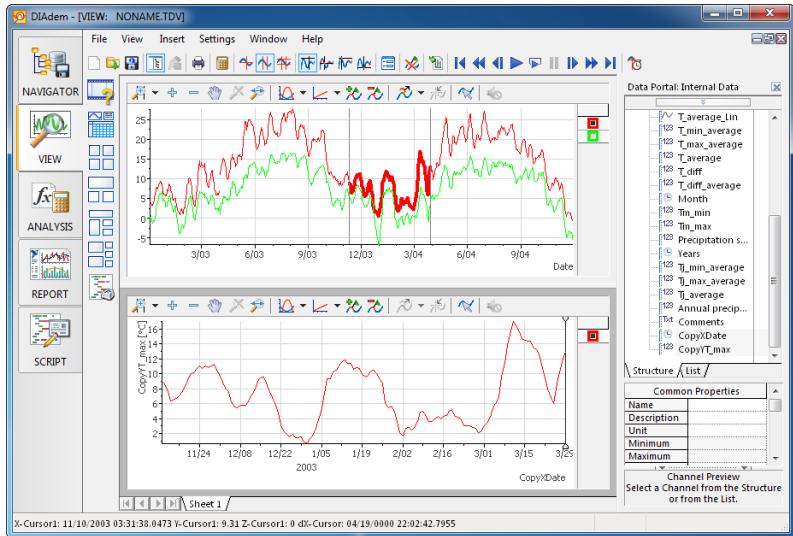 DIAdem - [VIEW: NONAME.TDV]
File View Insert Settings Window Help
NAVIGATOR
VIEW
ANALYSIS
REPORT
SCRIPT
25
20
15
10
5
0
-5
3/03 6/03 9/03 12/03 3/04 6/04 9/04
Date
CopyYT_max [°C]
16
14
12
10
8
6
4
2
11/24 12/08 12/22 1/05 1/19 2/02 2/16 3/01 3/15 3/29
2003
CopyXDate
Sheet 1
Data Portal: Internal Data
T_average_Lin
T_min_average
T_max_average
T_average
T_diff
T_diff_average
Month
Tm_min
Tm_max
Precipitation s...
Years
Tj_min_average
Tj_max_average
Tj_average
Annual precip...
Comments
CopyXDate
CopyYT_max
Structure List
Common Properties
Name
Description
Unit
Minimum
Maximum
Channel Preview
Select a Channel from the Structure
or from the List.
X-Cursor1: 11/10/2003 03:31:38.0473 Y-Cursor1: 9.31 Z-Cursor1: 0 dX-Cursor: 04/19/0000 22:02:42.7955